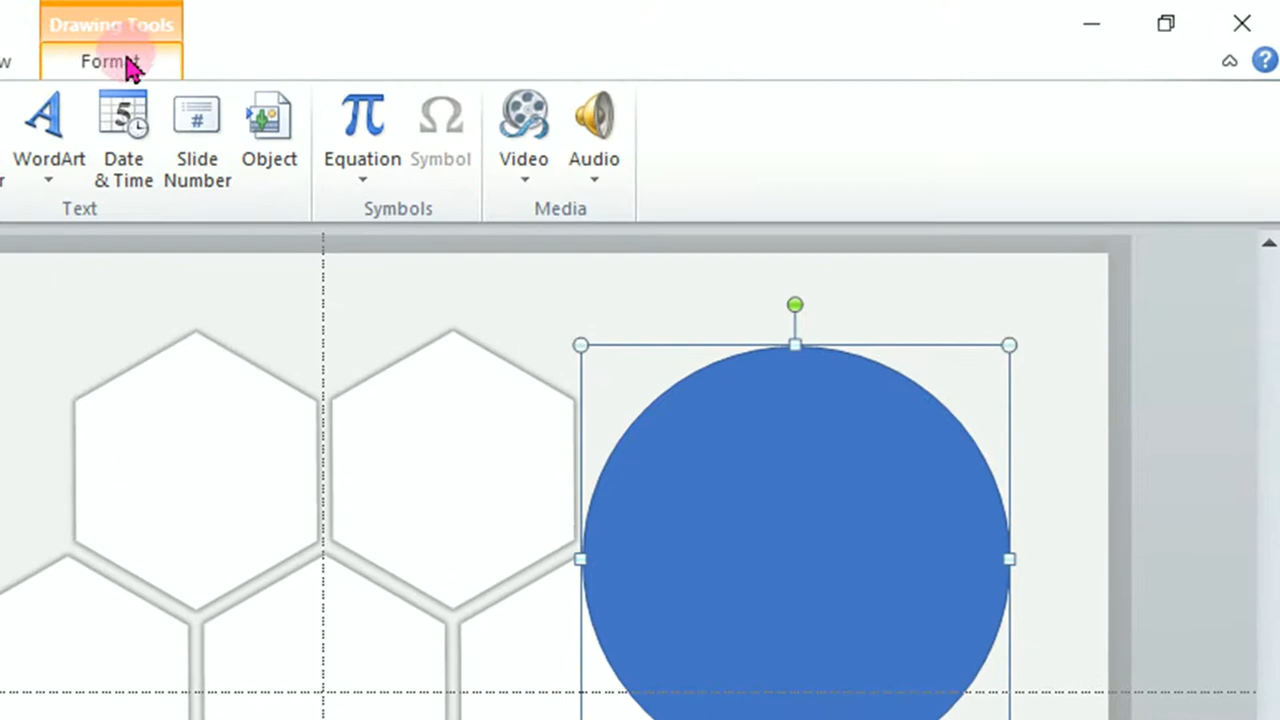 Drawing Tools
w
Format
WordArt
Date
& Time
Slide
Number
Object
Equation
Symbol
Video
Audio
r
Text
Symbols
Media